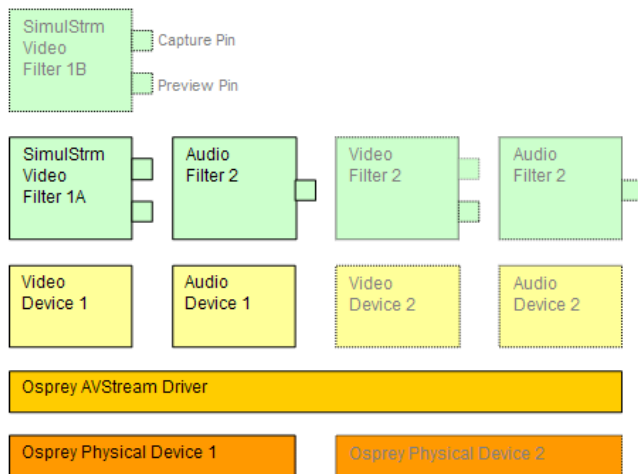 SimulStrm
Video
Filter 1B
Capture Pin
Preview Pin
SimulStrm
Video
Filter 1A
Audio
Filter 2
Video
Filter 2
Audio
Filter 2
Video
Device 1
Audio
Device 1
Video
Device 2
Audio
Device 2
Osprey AVStream Driver
Osprey Physical Device 1
Osprey Physical Device 2